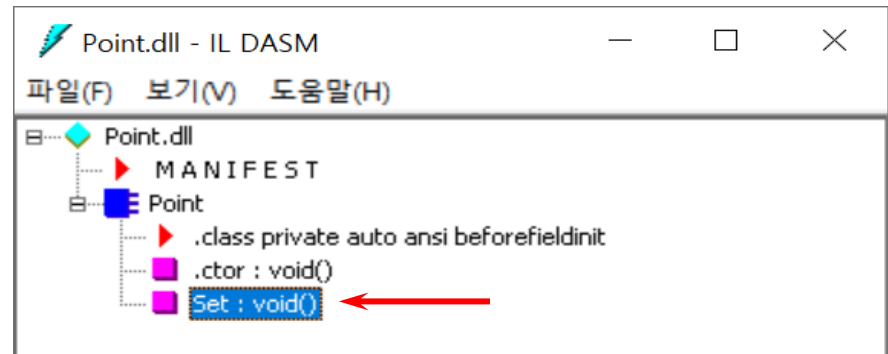 Point.dll - IL DASM
파일(F) 보기(V) 도움말(H)
Point.dll
M A N I F E S T
Point
.class private auto ansi beforefieldinit
.ctor : void()
Set : void()